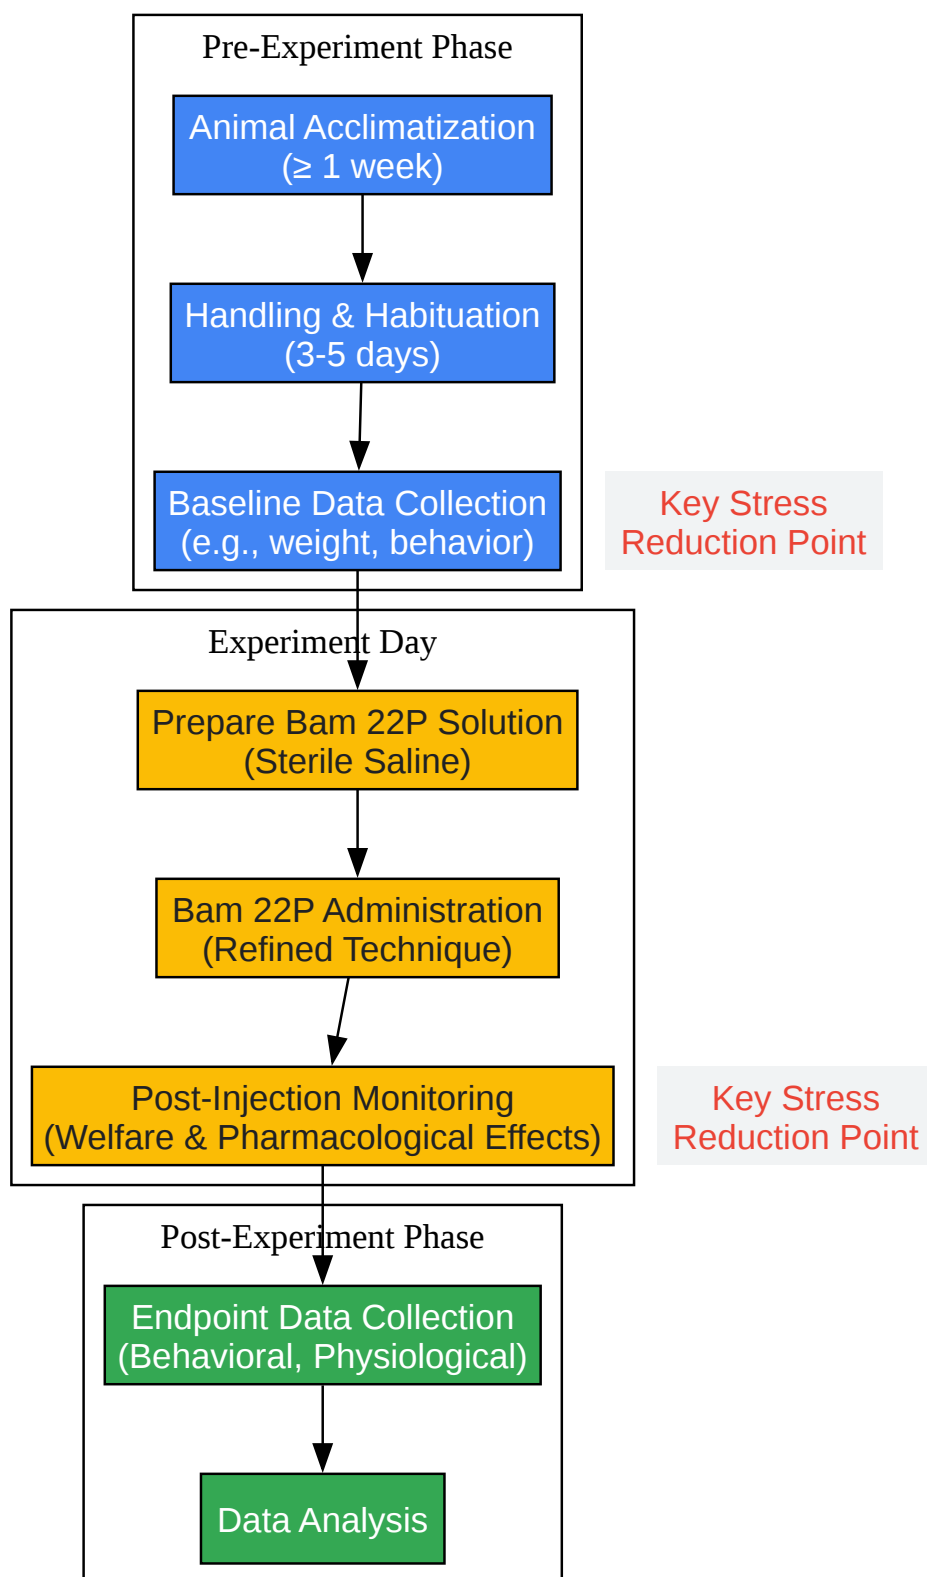 Pre-Experiment Phase
Animal Acclimatization
(≥ 1 week)
Handling & Habituation
(3-5 days)
Baseline Data Collection
(e.g., weight, behavior)
Key Stress
Reduction Point
Experiment Day
Prepare Bam 22P Solution
(Sterile Saline)
Bam 22P Administration
(Refined Technique)
Post-Injection Monitoring
(Welfare & Pharmacological Effects)
Key Stress
Reduction Point
Post-Experiment Phase
Endpoint Data Collection
(Behavioral, Physiological)
Data Analysis